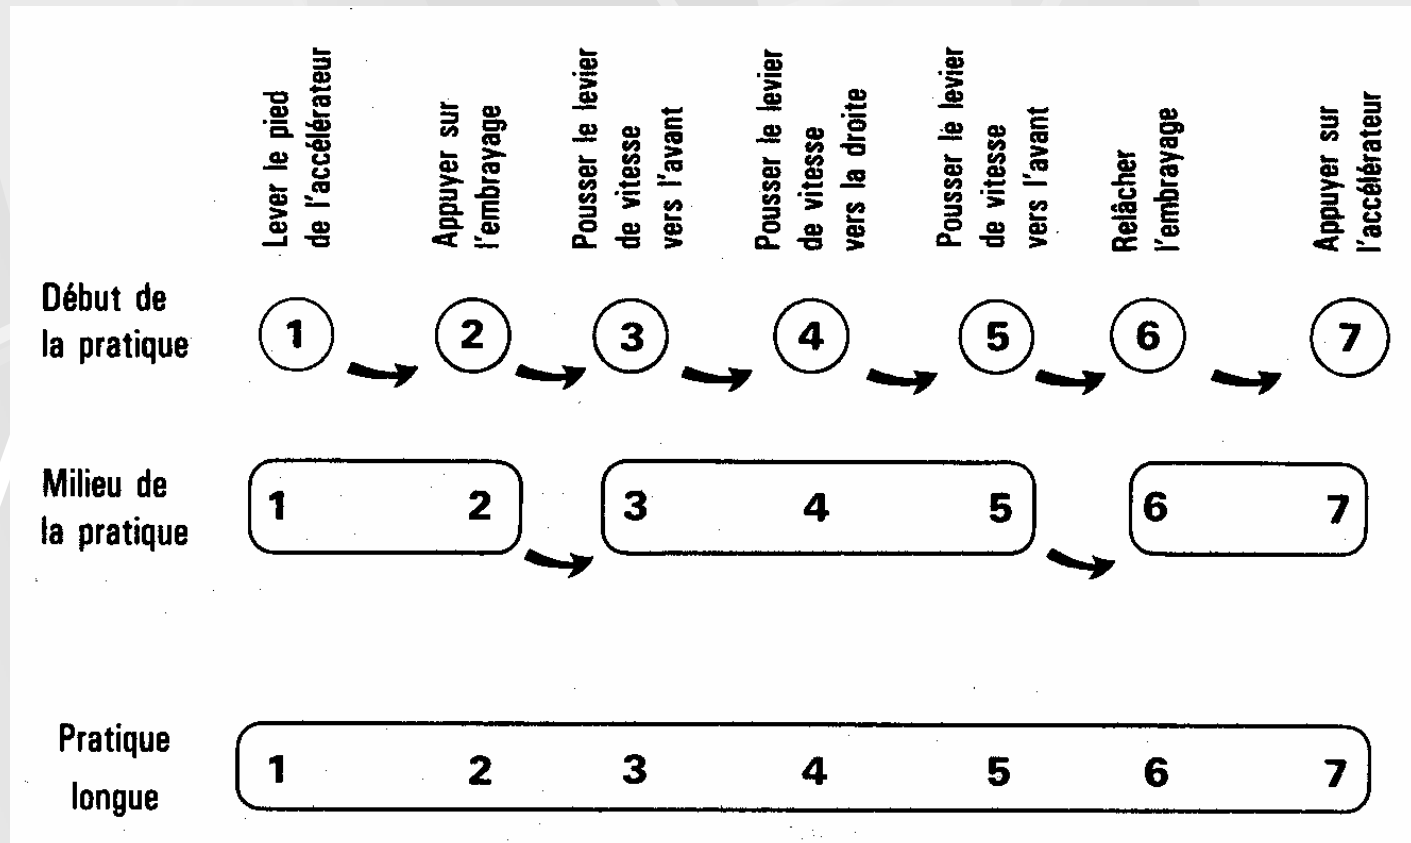 Lever le pied
de l'accélérateur
Appuyer sur
l'embrayage
Pousser le levier
de vitesse
vers l'avant
Pousser le levier
de vitesse
vers la droite
Pousser le levier
de vitesse
vers l'avant
Relâcher
l'embrayage
Appuyer sur
l'accélérateur
Début de
la pratique
1 2 3 4 5 6 7
Milieu de
la pratique
1 2 3 4 5 6 7
Pratique
longue
1 2 3 4 5 6 7